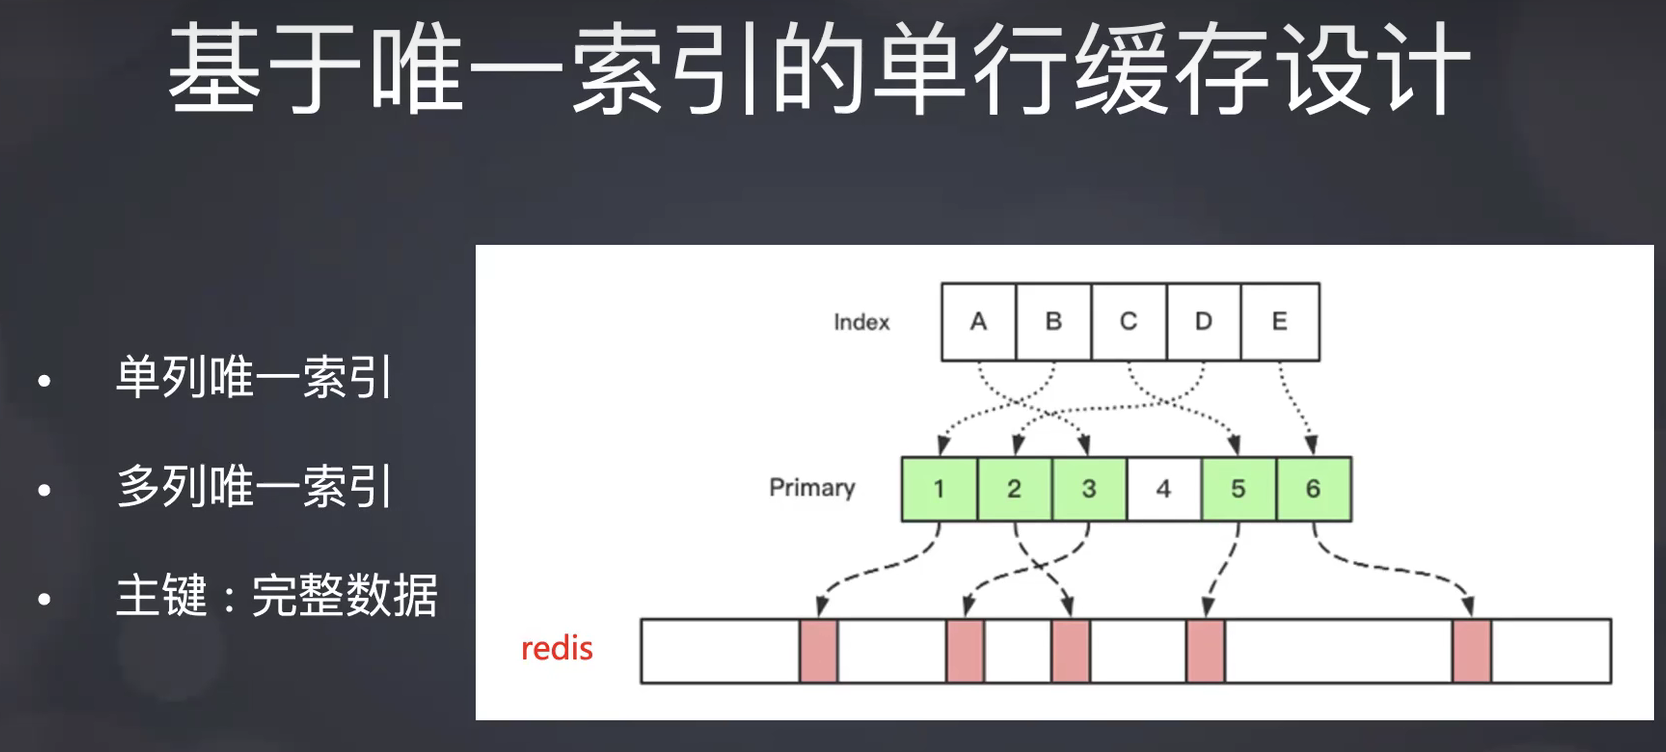 基于唯一索引的单行缓存设计
• 单列唯一索引
• 多列唯一索引
• 主键：完整数据
Index A B C D E
Primary 1 2 3 4 5 6
redis